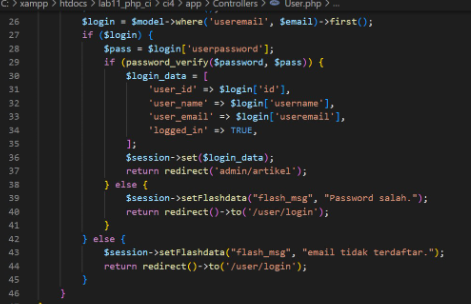 C: > xampp > htdocs > lab11_php_ci > ci4 > app > Controllers > User.php > ...
26 $login = $model->where('useremail', $email)->first();
27 if ($login) {
28 $pass = $login['userpassword'];
29 if (password_verify($password, $pass)) {
30 $login_data = [
31 'user_id' => $login['id'],
32 'user_name' => $login['username'],
33 'user_email' => $login['useremail'],
34 'logged_in' => TRUE,
35 ];
36 $session->set($login_data);
37 return redirect('admin/artikel');
38 } else {
39 $session->setFlashdata("flash_msg", "Password salah.");
40 return redirect()->to('/user/login');
41 }
42 } else {
43 $session->setFlashdata("flash_msg", "email tidak terdaftar.");
44 return redirect()->to('/user/login');
45 }
46 }